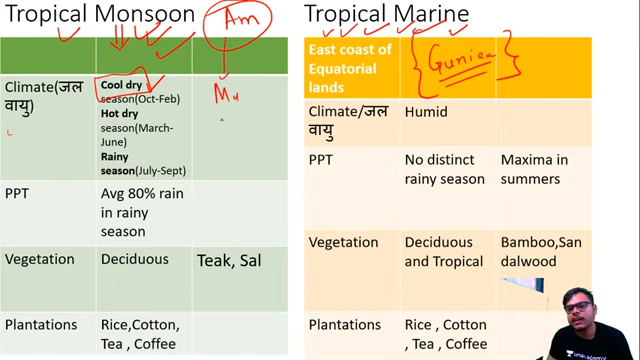 Tropical Monsoon
Am
Mu
Climate(जल
वायु)
Cool dry
season(Oct-Feb)
Hot dry
season(March-
June)
Rainy
season(July-Sept)
PPT
Avg 80% rain
in rainy
season
Vegetation
Deciduous
Teak, Sal
Plantations
Rice,Cotton,
Tea , Coffee
Tropical Marine
East coast of
Equatorial
lands
Guniea
Climate/जल
वायु
Humid
PPT
No distinct
rainy season
Maxima in
summers
Vegetation
Deciduous
and Tropical
Bamboo,San
dalwood
Plantations
Rice , Cotton
, Tea , Coffee